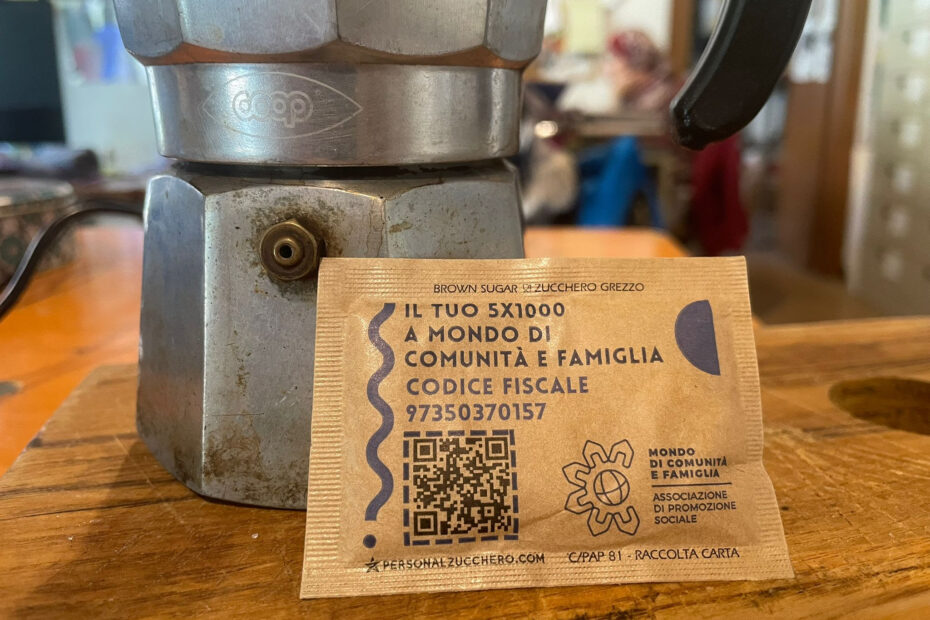 coop
BROWN SUGAR ZUCCHERO GREZZO
IL TUO 5X1000
A MONDO DI
COMUNITÀ E FAMIGLIA
CODICE FISCALE
97350370157
MONDO
DI COMUNITÀ
E FAMIGLIA
ASSOCIAZIONE
DI PROMOZIONE
SOCIALE
PERSONALZUCCHERO.COM
C/PAP 81 - RACCOLTA CARTA